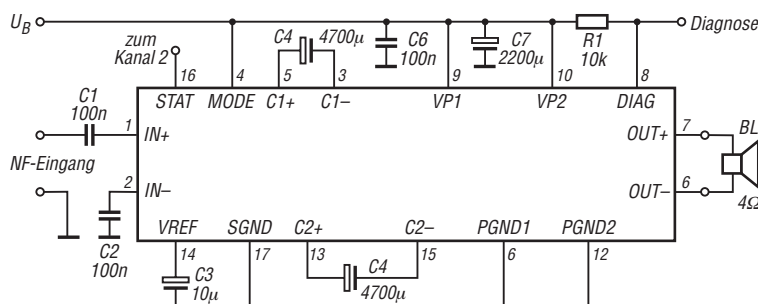 U_B
zum
Kanal 2
C4
4700µ
C6
100n
C7
2200µ
R1
10k
Diagnose
16
4
5
3
9
10
8
STAT
MODE
C1+
C1–
VP1
VP2
DIAG
C1
100n
1
IN+
OUT+
7
BL
NF-Eingang
2
IN–
OUT–
6
4Ω
C2
100n
VREF
SGND
C2+
C2–
PGND1
PGND2
14
17
13
15
6
12
C3
10µ
C4
4700µ